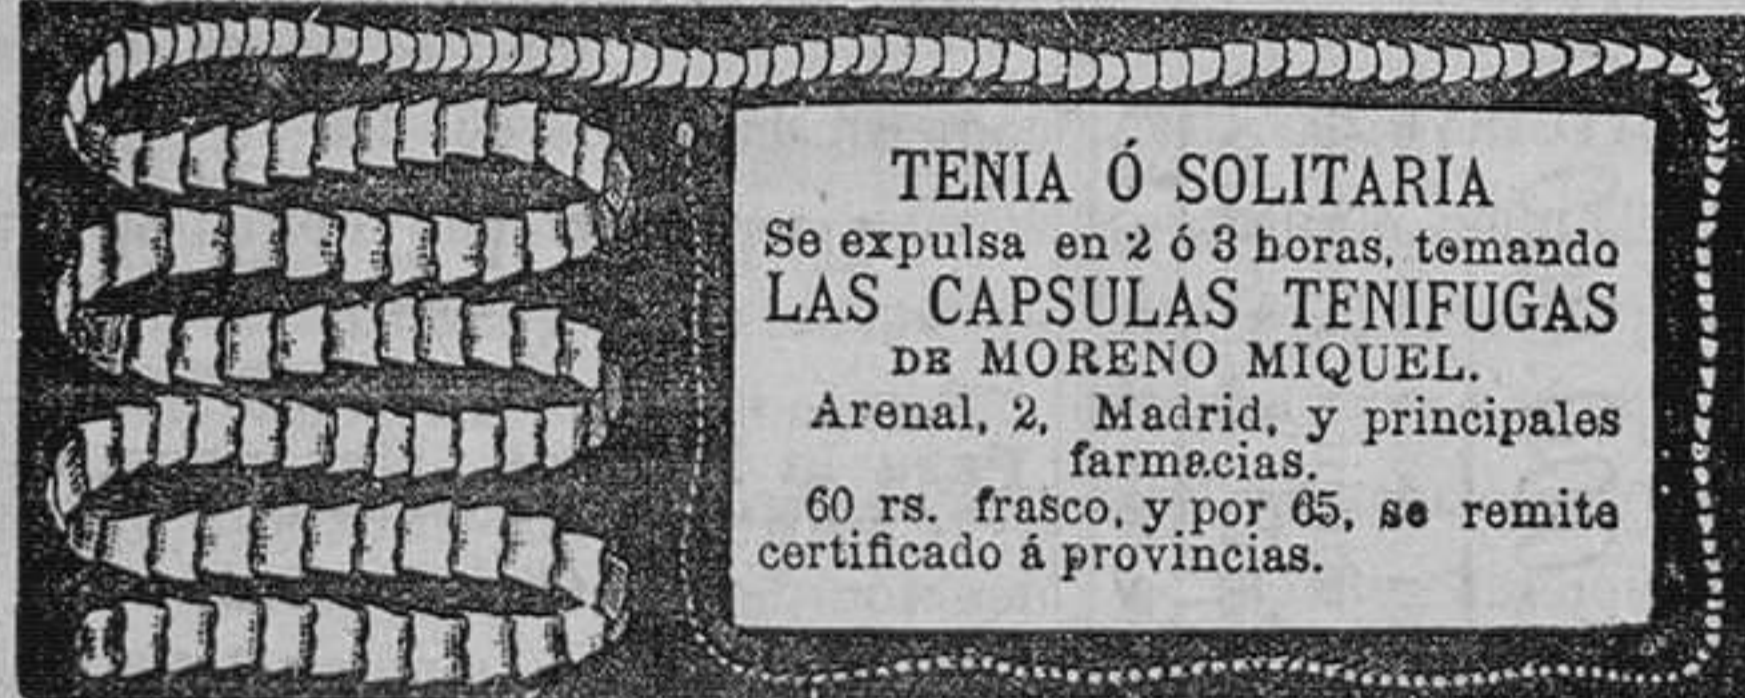 TENIA Ó SOLITARIA
Se expulsa en 2 ó 3 horas, tomando
LAS CAPSULAS TENIFUGAS
DE MORENO MIQUEL.
Arenal, 2, Madrid, y principales
farmacias.
60 rs. frasco, y por 65, se remite
certificado á provincias.